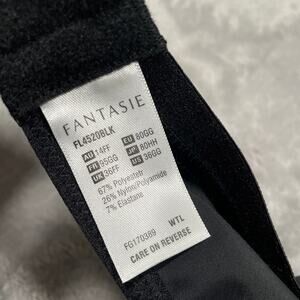 FANTASIE
FL4520BLK
AU 14FF EU 80GG
FR 95GG JP 80HH
UK 36FF US 36GG
67% Polyester
26% Nylon/Polyamide
7% Elastane
FG170389 WTL
CARE ON REVERSE